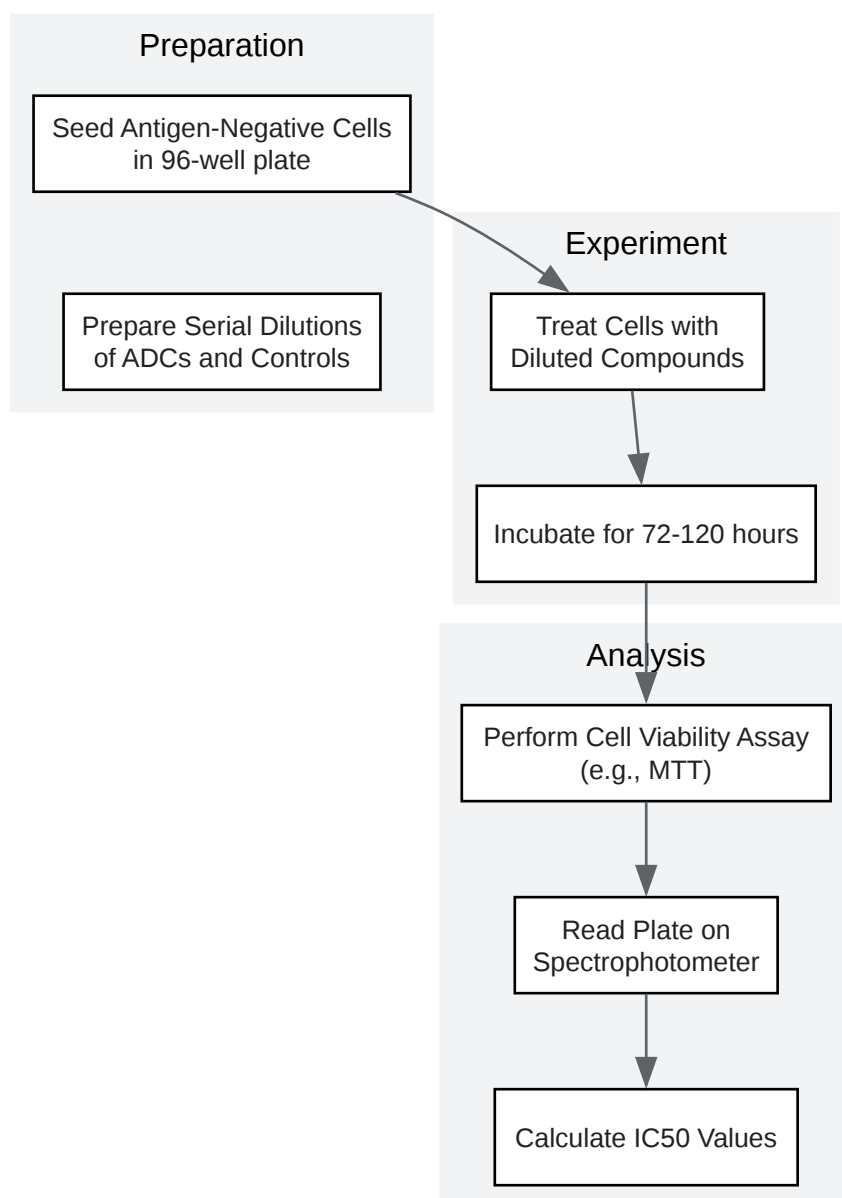 Preparation
Seed Antigen-Negative Cells
in 96-well plate
Prepare Serial Dilutions
of ADCs and Controls
Experiment
Treat Cells with
Diluted Compounds
Incubate for 72-120 hours
Analysis
Perform Cell Viability Assay
(e.g., MTT)
Read Plate on
Spectrophotometer
Calculate IC50 Values